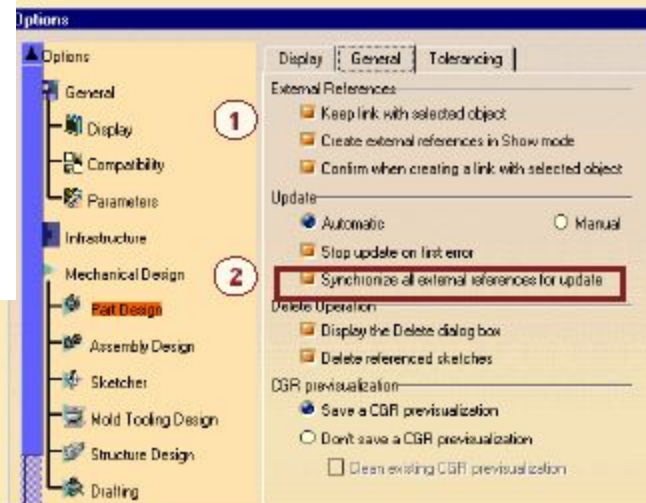 Options
Options
General
Display
Compatibility
Parameters
Infrastructure
Mechanical Design
Part Design
Assembly Design
Sketcher
Mold Tooling Design
Structure Design
Drafting
1
2
Display General Tolerancing
External References
Keep link with selected object
Create external references in Show mode
Confirm when creating a link with selected object
Update
Automatic Manual
Stop update on first error
Synchronize all external references for update
Delete Operation
Display the Delete dialog box
Delete referenced sketches
CGR previsualization
Save a CGR previsualization
Don't save a CGR previsualization
Clean existing CGR previsualization